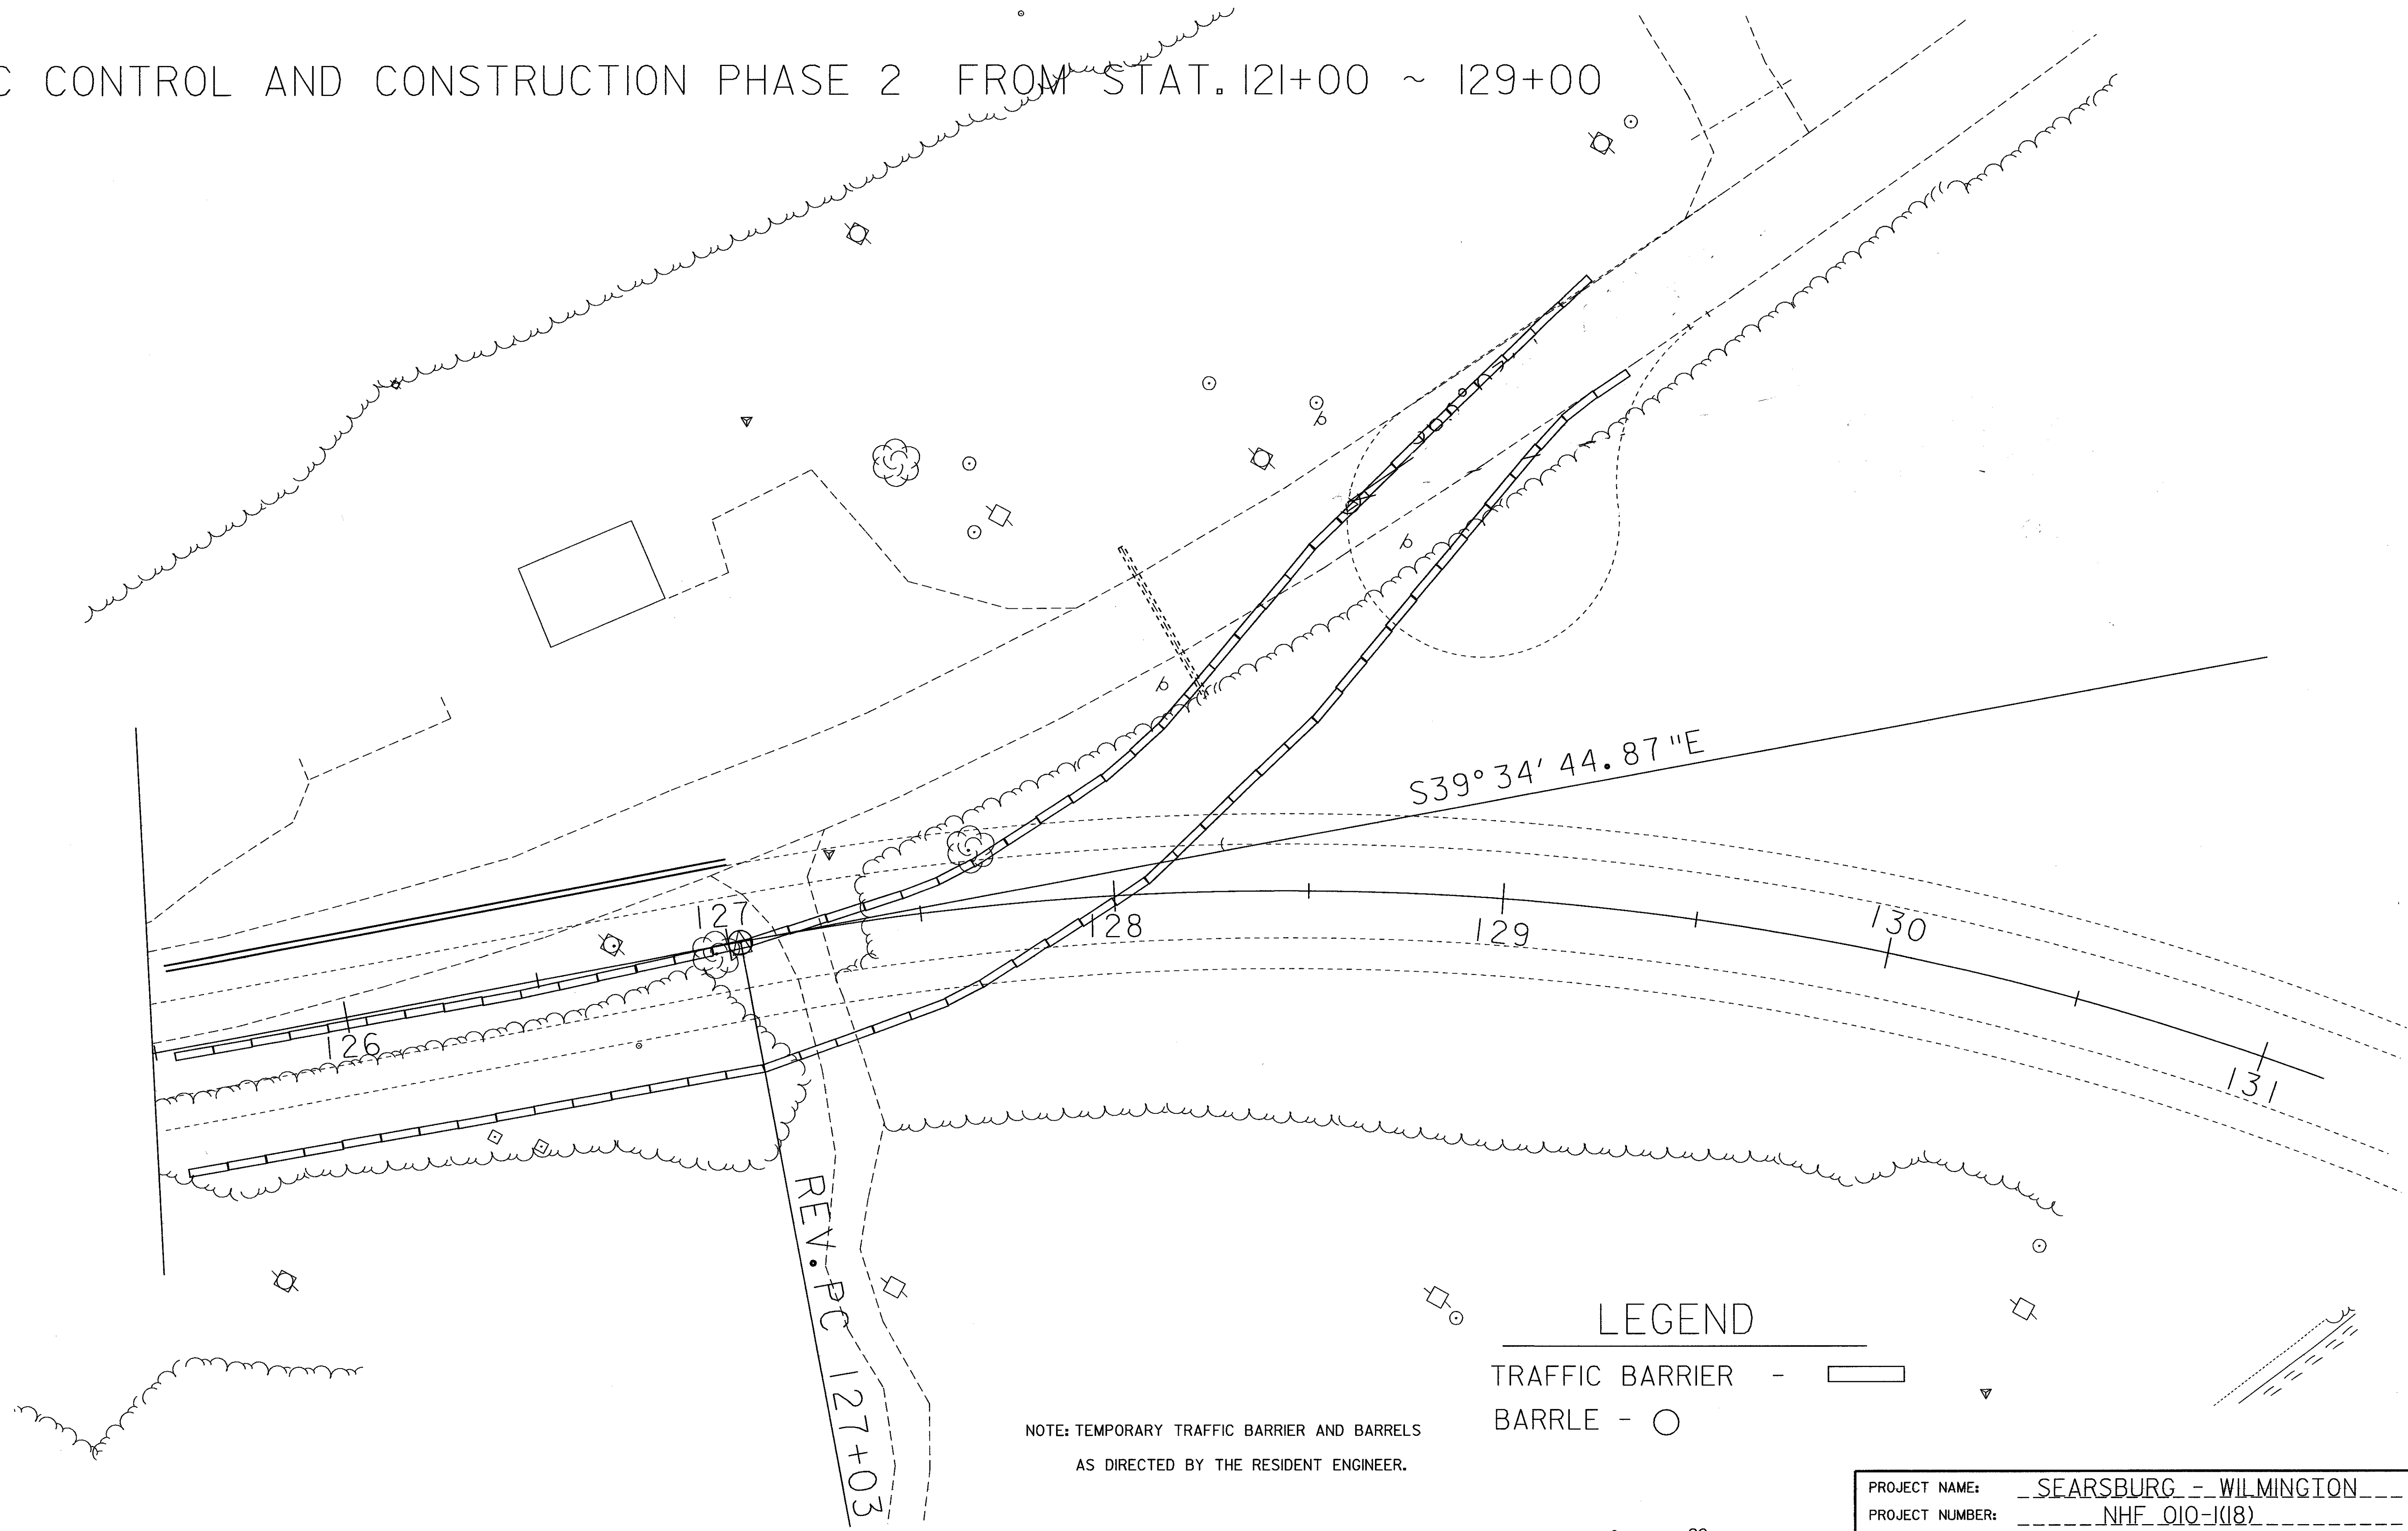 C CONTROL AND CONSTRUCTION PHASE 2 FROM STAT. 121+00 ~ 129+00
S39°34'44.87"E
127
128
129
130
126
131
REV. PC 127+03
LEGEND
TRAFFIC BARRIER -
BARRLE -
NOTE: TEMPORARY TRAFFIC BARRIER AND BARRELS
AS DIRECTED BY THE RESIDENT ENGINEER.
PROJECT NAME: SEARSBURG - WILMINGTON
PROJECT NUMBER: NHF 010-1(18)